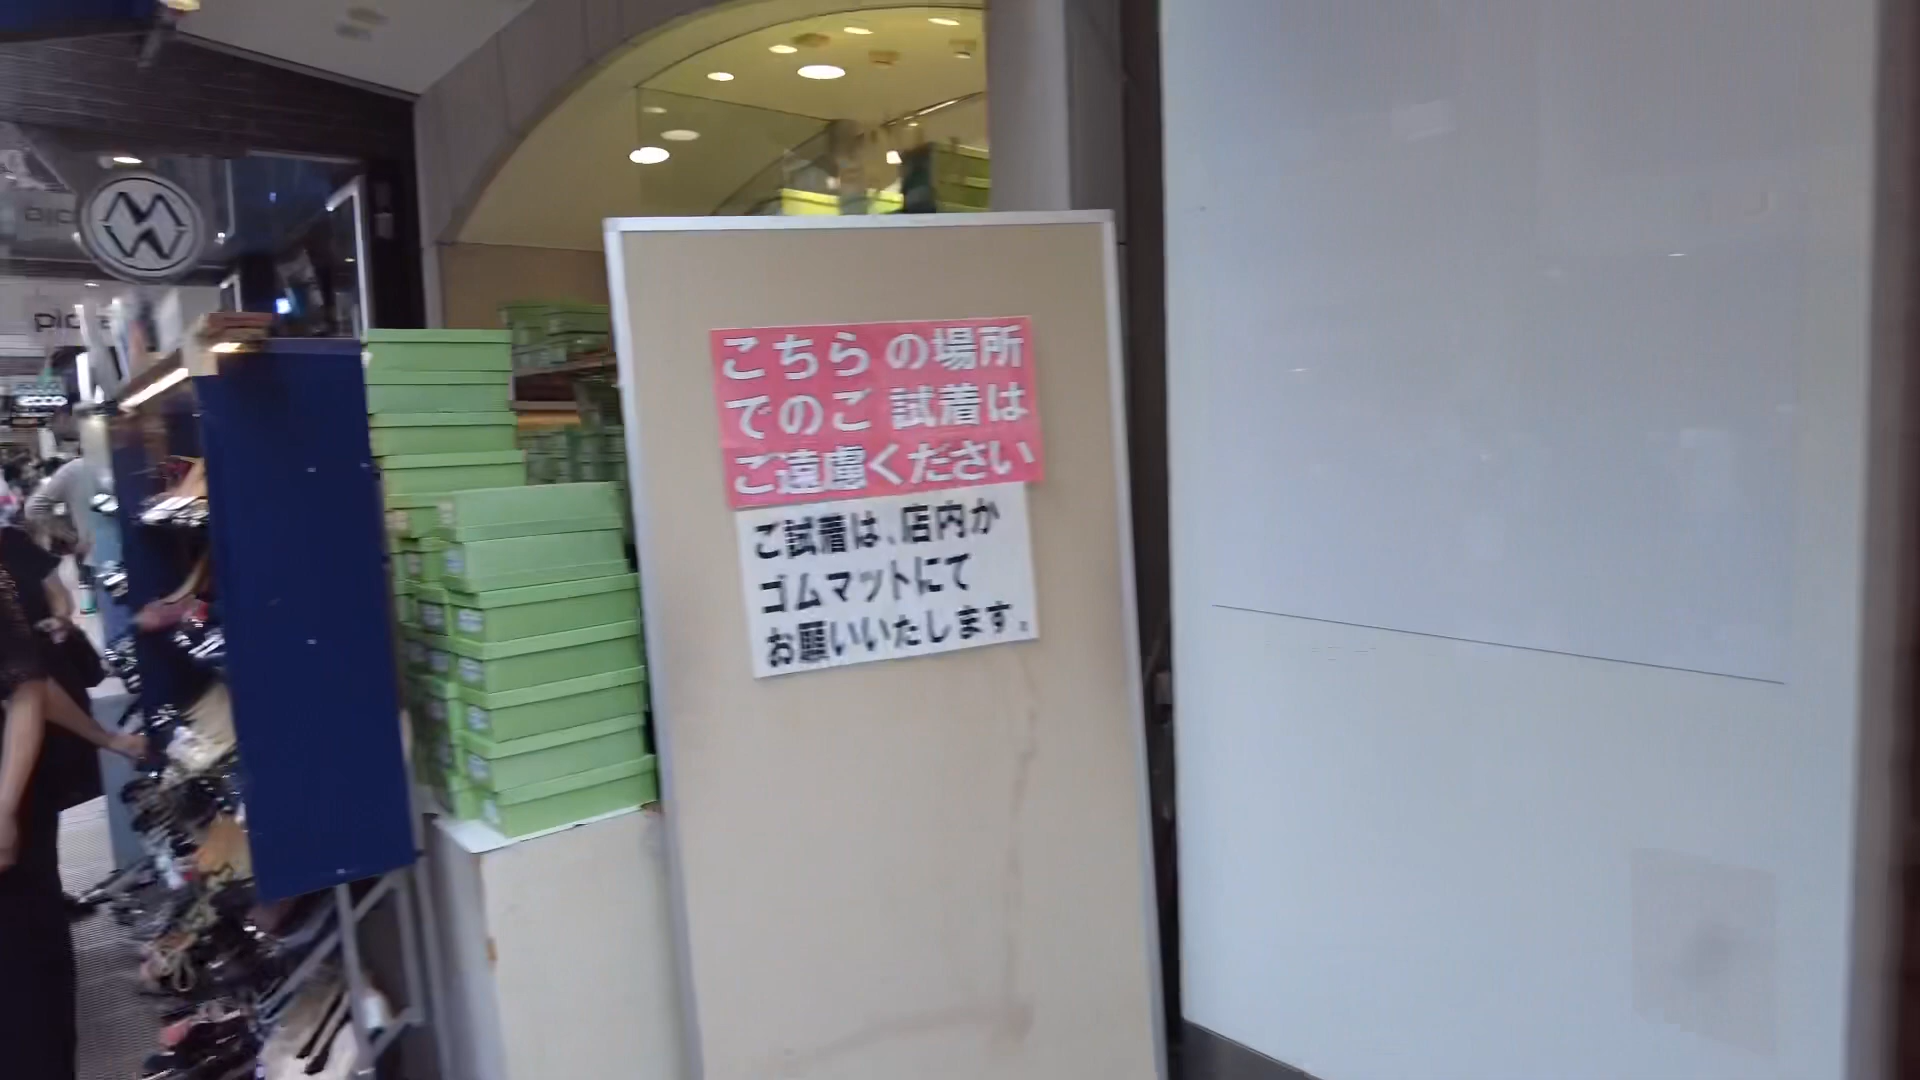 こちらの場所
でのご試着は
ご遠慮ください
ご試着は、店内か
ゴムマットにて
お願いいたします。
ecco